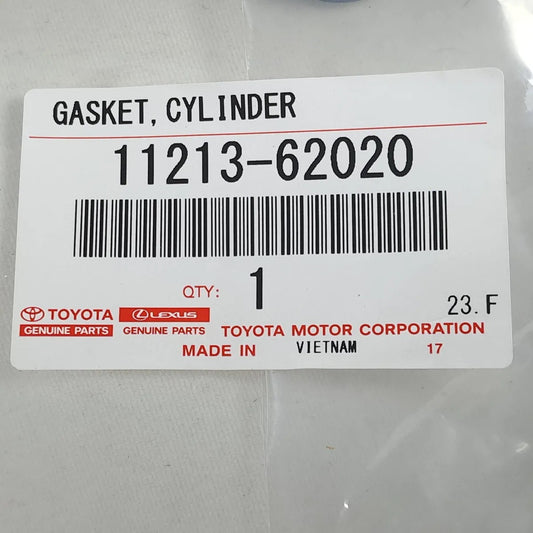 GASKET, CYLINDER
11213-62020
QTY: 1
23. F
TOYOTA LEXUS
GENUINE PARTS GENUINE PARTS TOYOTA MOTOR CORPORATION
MADE IN VIETNAM 17